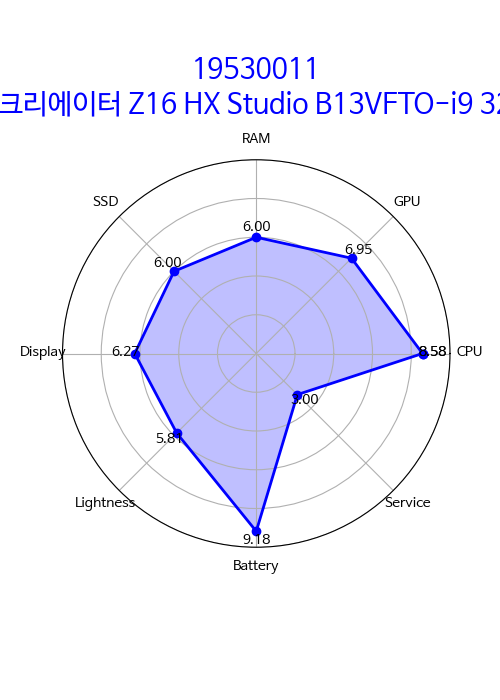 19530011
크리에이터 Z16 HX Studio B13VFTO-i9 32
RAM
SSD
GPU
6.00
6.95
6.00
Display
6.27
8.58
CPU
3.00
5.81
Lightness
Service
9.18
Battery